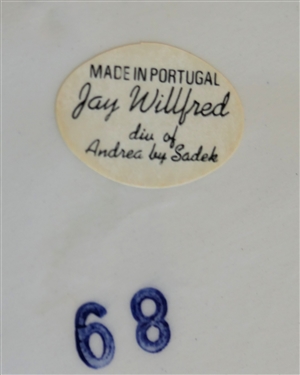 MADE IN PORTUGAL
Jay Willfred
div of
Andrea by Sadek
68